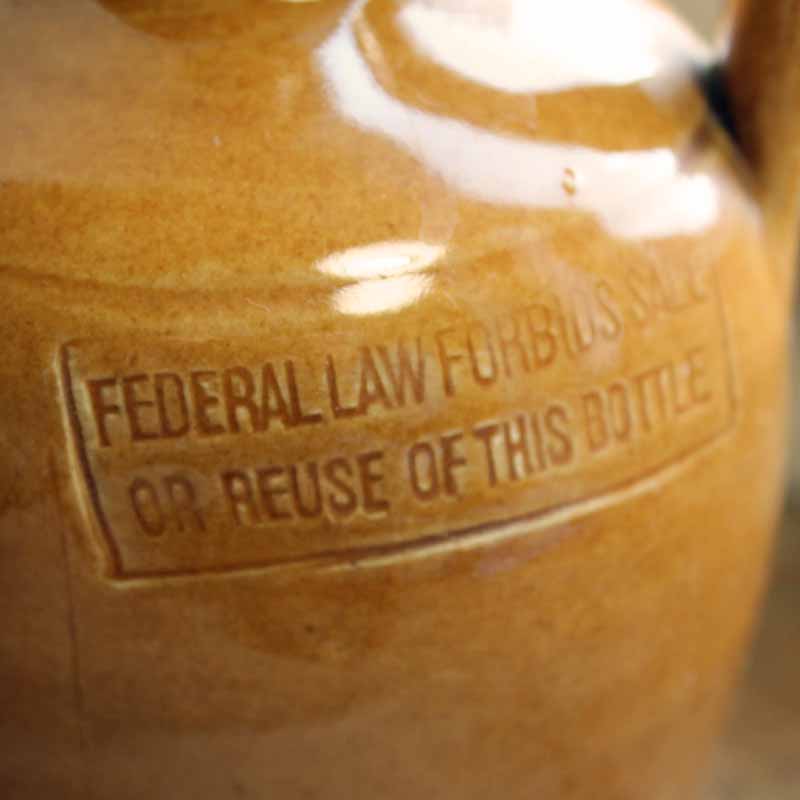 FEDERAL LAW FORBIDS SALE
OR REUSE OF THIS BOTTLE